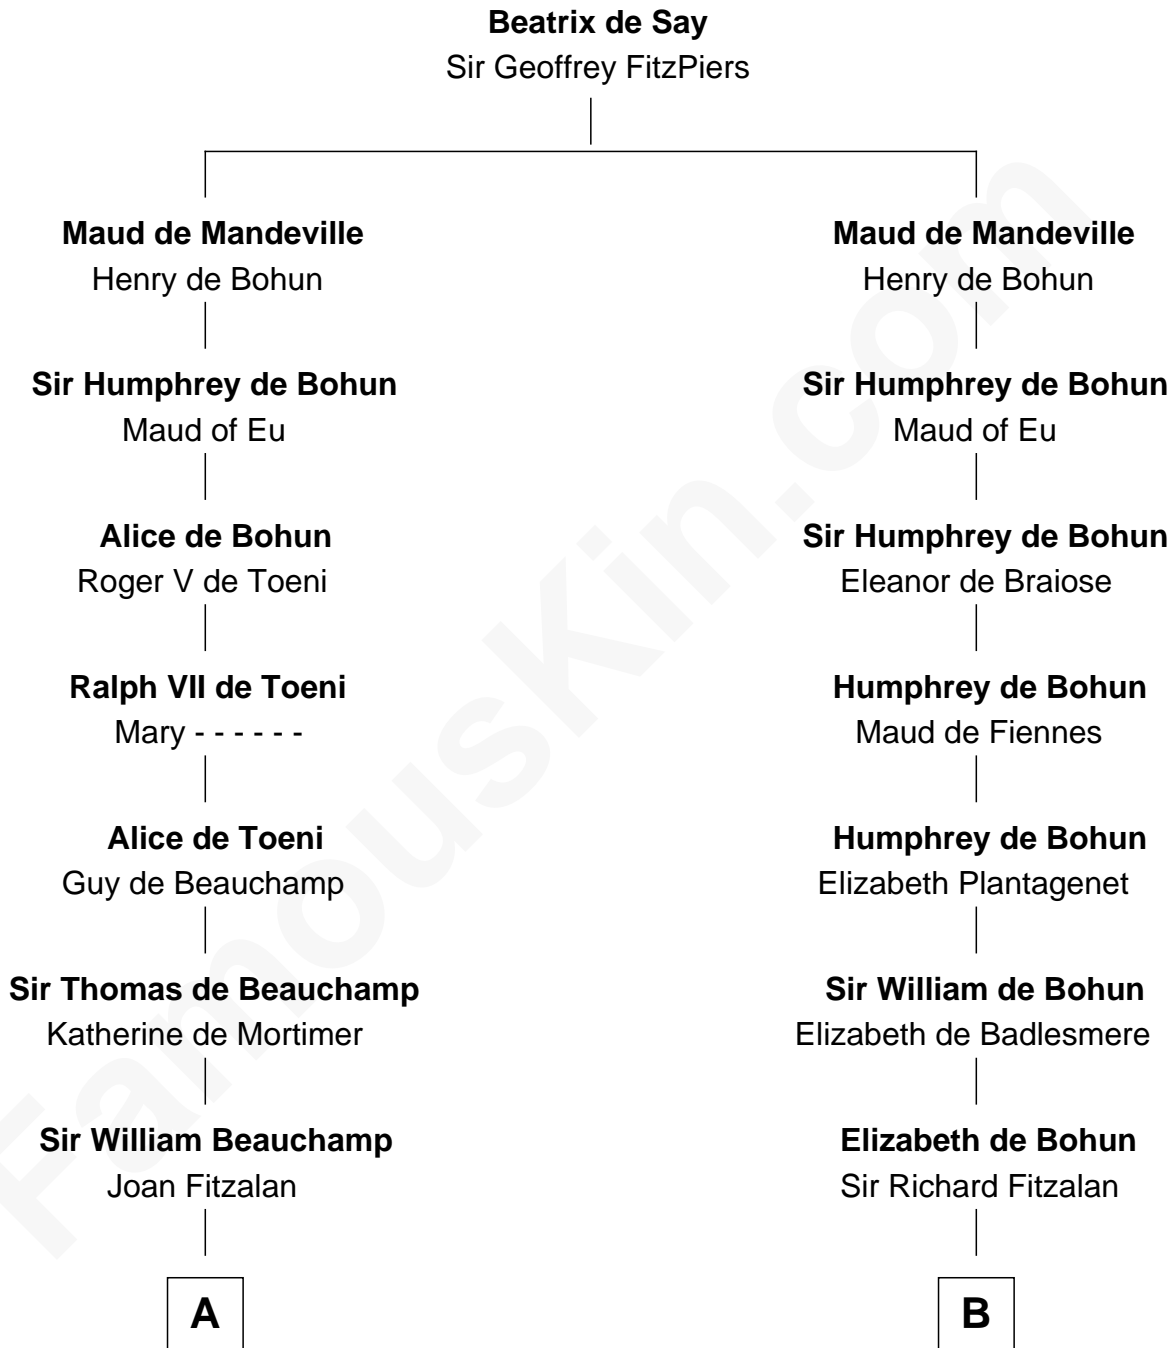 Beatrix de Say
Sir Geoffrey FitzPiers
Maud de Mandeville
Henry de Bohun
Maud de Mandeville
Henry de Bohun
Sir Humphrey de Bohun
Maud of Eu
Sir Humphrey de Bohun
Maud of Eu
Alice de Bohun
Roger V de Toeni
Sir Humphrey de Bohun
Eleanor de Braiose
Ralph VII de Toeni
Mary - - - - - -
Humphrey de Bohun
Maud de Fiennes
Alice de Toeni
Guy de Beauchamp
Humphrey de Bohun
Elizabeth Plantagenet
Sir Thomas de Beauchamp
Katherine de Mortimer
Sir William de Bohun
Elizabeth de Badlesmere
Sir William Beauchamp
Joan Fitzalan
Elizabeth de Bohun
Sir Richard Fitzalan
A
B
FamousKin.com